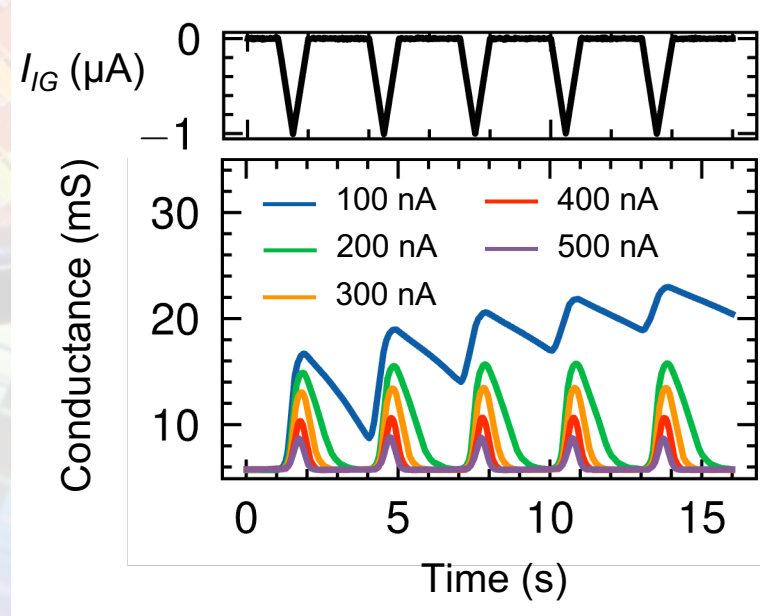 0
I_IG (μA)
−1
Conductance (mS)
30
20
10
100 nA
200 nA
300 nA
400 nA
500 nA
0 5 10 15
Time (s)